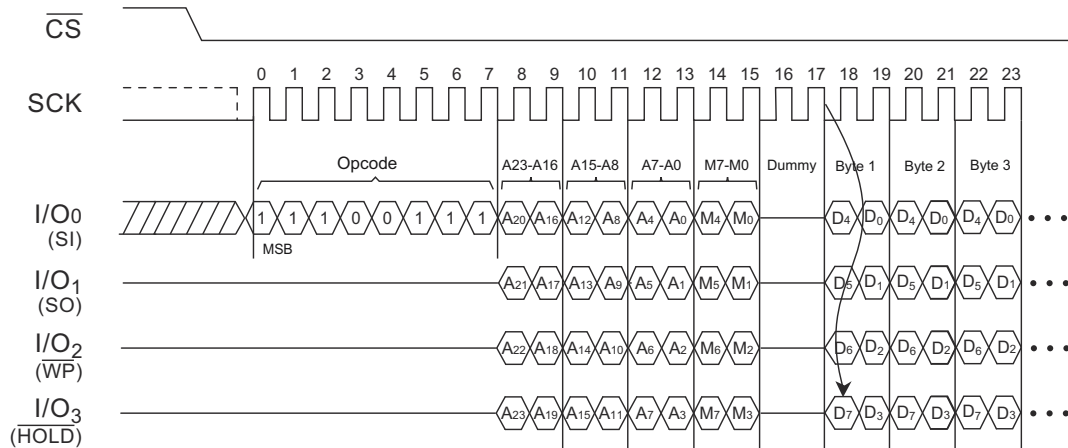 CS
0 1 2 3 4 5 6 7 8 9 10 11 12 13 14 15 16 17 18 19 20 21 22 23
SCK
Opcode A23-A16 A15-A8 A7-A0 M7-M0 Dummy Byte 1 Byte 2 Byte 3
I/O0 1 1 1 0 0 1 1 1 A20 A16 A12 A8 A4 A0 M4 M0 D4 D0 D4 D0 D4 D0
(SI)
MSB
I/O1 A21 A17 A13 A9 A5 A1 M5 M1 D5 D1 D5 D1 D5 D1
(SO)
I/O2 A22 A18 A14 A10 A6 A2 M6 M2 D6 D2 D6 D2 D6 D2
(WP)
I/O3 A23 A19 A15 A11 A7 A3 M7 M3 D7 D3 D7 D3 D7 D3
(HOLD)